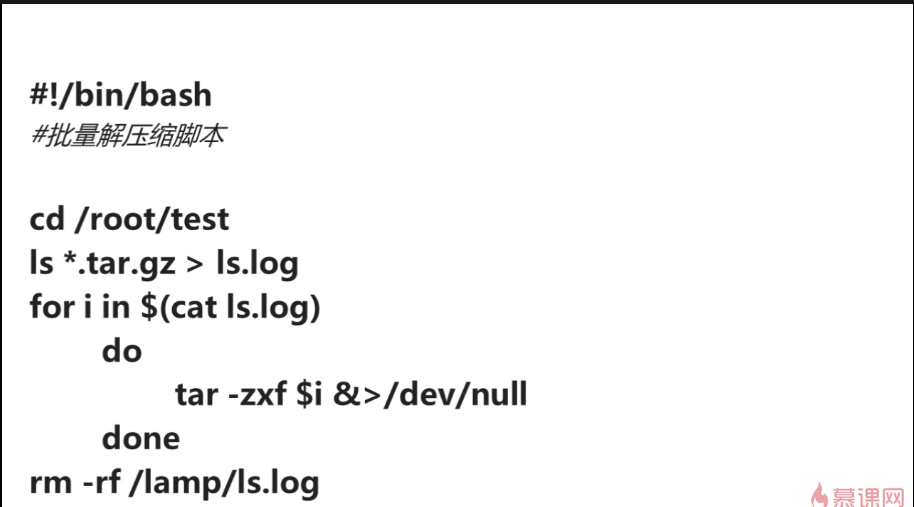 #!/bin/bash
#批量解压缩脚本
cd /root/test
ls *.tar.gz > ls.log
for i in $(cat ls.log)
do
tar -zxf $i &>/dev/null
done
rm -rf /lamp/ls.log
慕课网